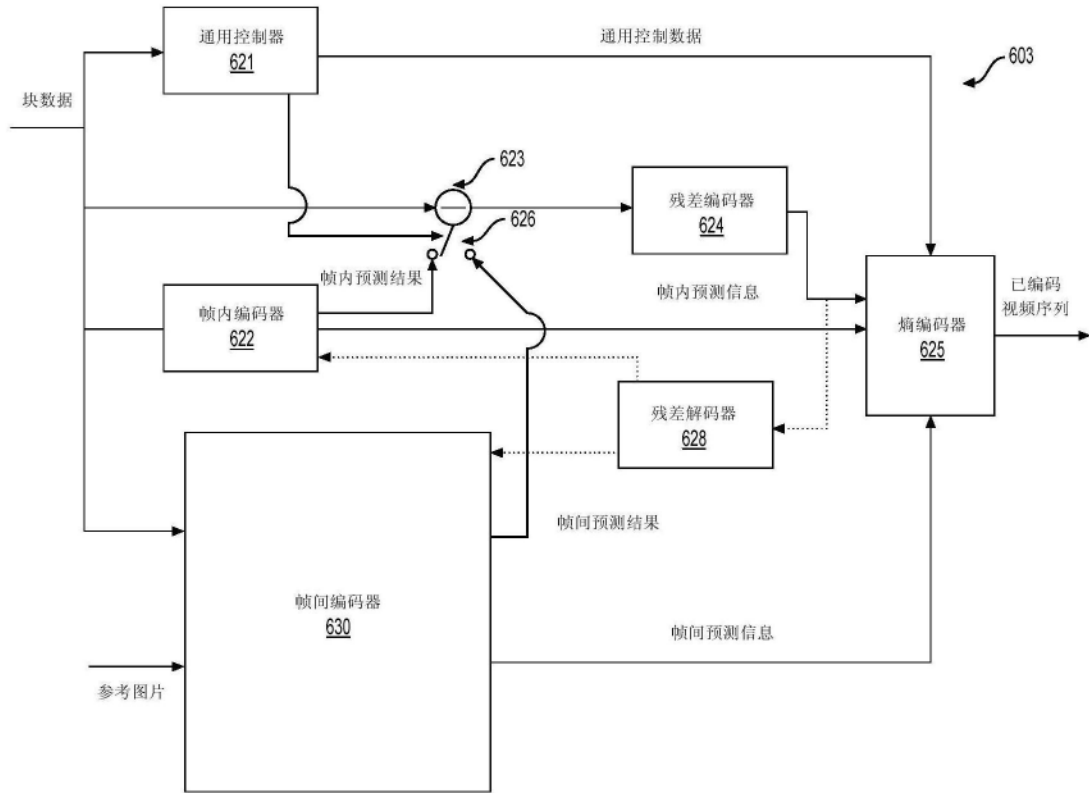 通用控制器
621
通用控制数据
603
块数据
623
626
残差编码器
624
帧内预测结果
帧内预测信息
已编码
视频序列
帧内编码器
622
熵编码器
625
残差解码器
628
帧间预测结果
帧间编码器
630
帧间预测信息
参考图片